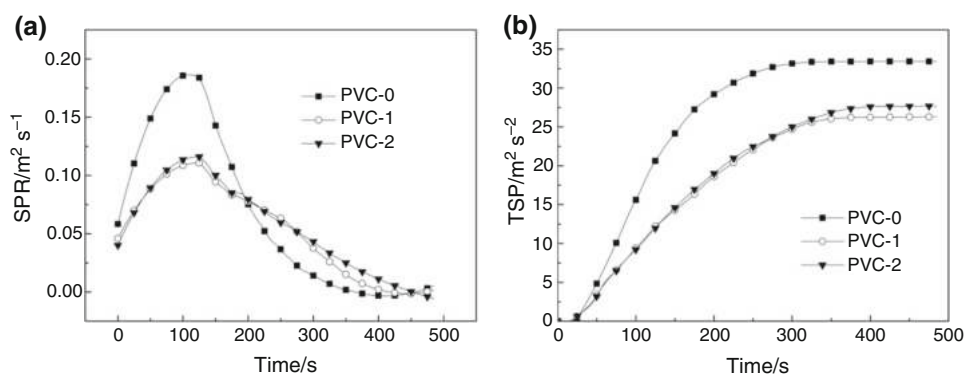 (a)
0.20
0.15
0.10
0.05
0.00
SPR/m² s⁻¹
PVC-0
PVC-1
PVC-2
0 100 200 300 400 500
Time/s
(b)
35
30
25
20
15
10
5
0
TSP/m² s⁻²
PVC-0
PVC-1
PVC-2
0 100 200 300 400 500
Time/s